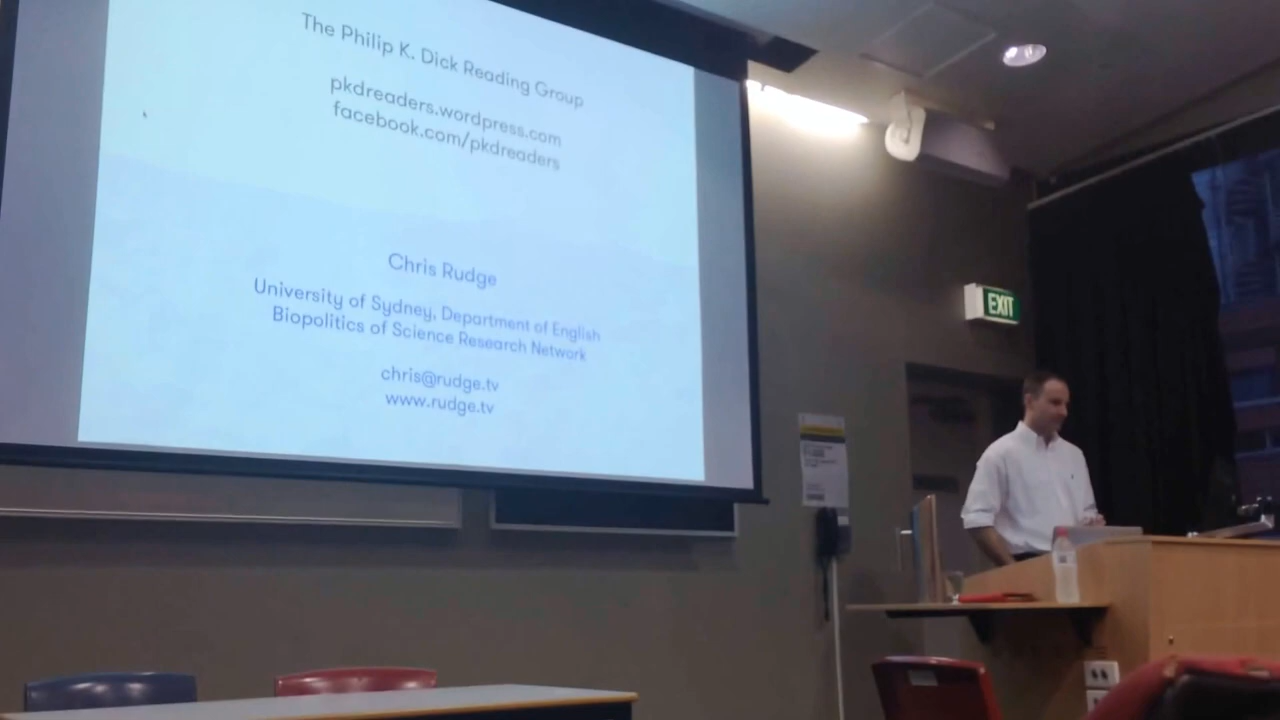 The Philip K. Dick Reading Group
pkdreaders.wordpress.com
facebook.com/pkdreaders
Chris Rudge
University of Sydney, Department of English
Biopolitics of Science Research Network
chris@rudge.tv
www.rudge.tv
EXIT